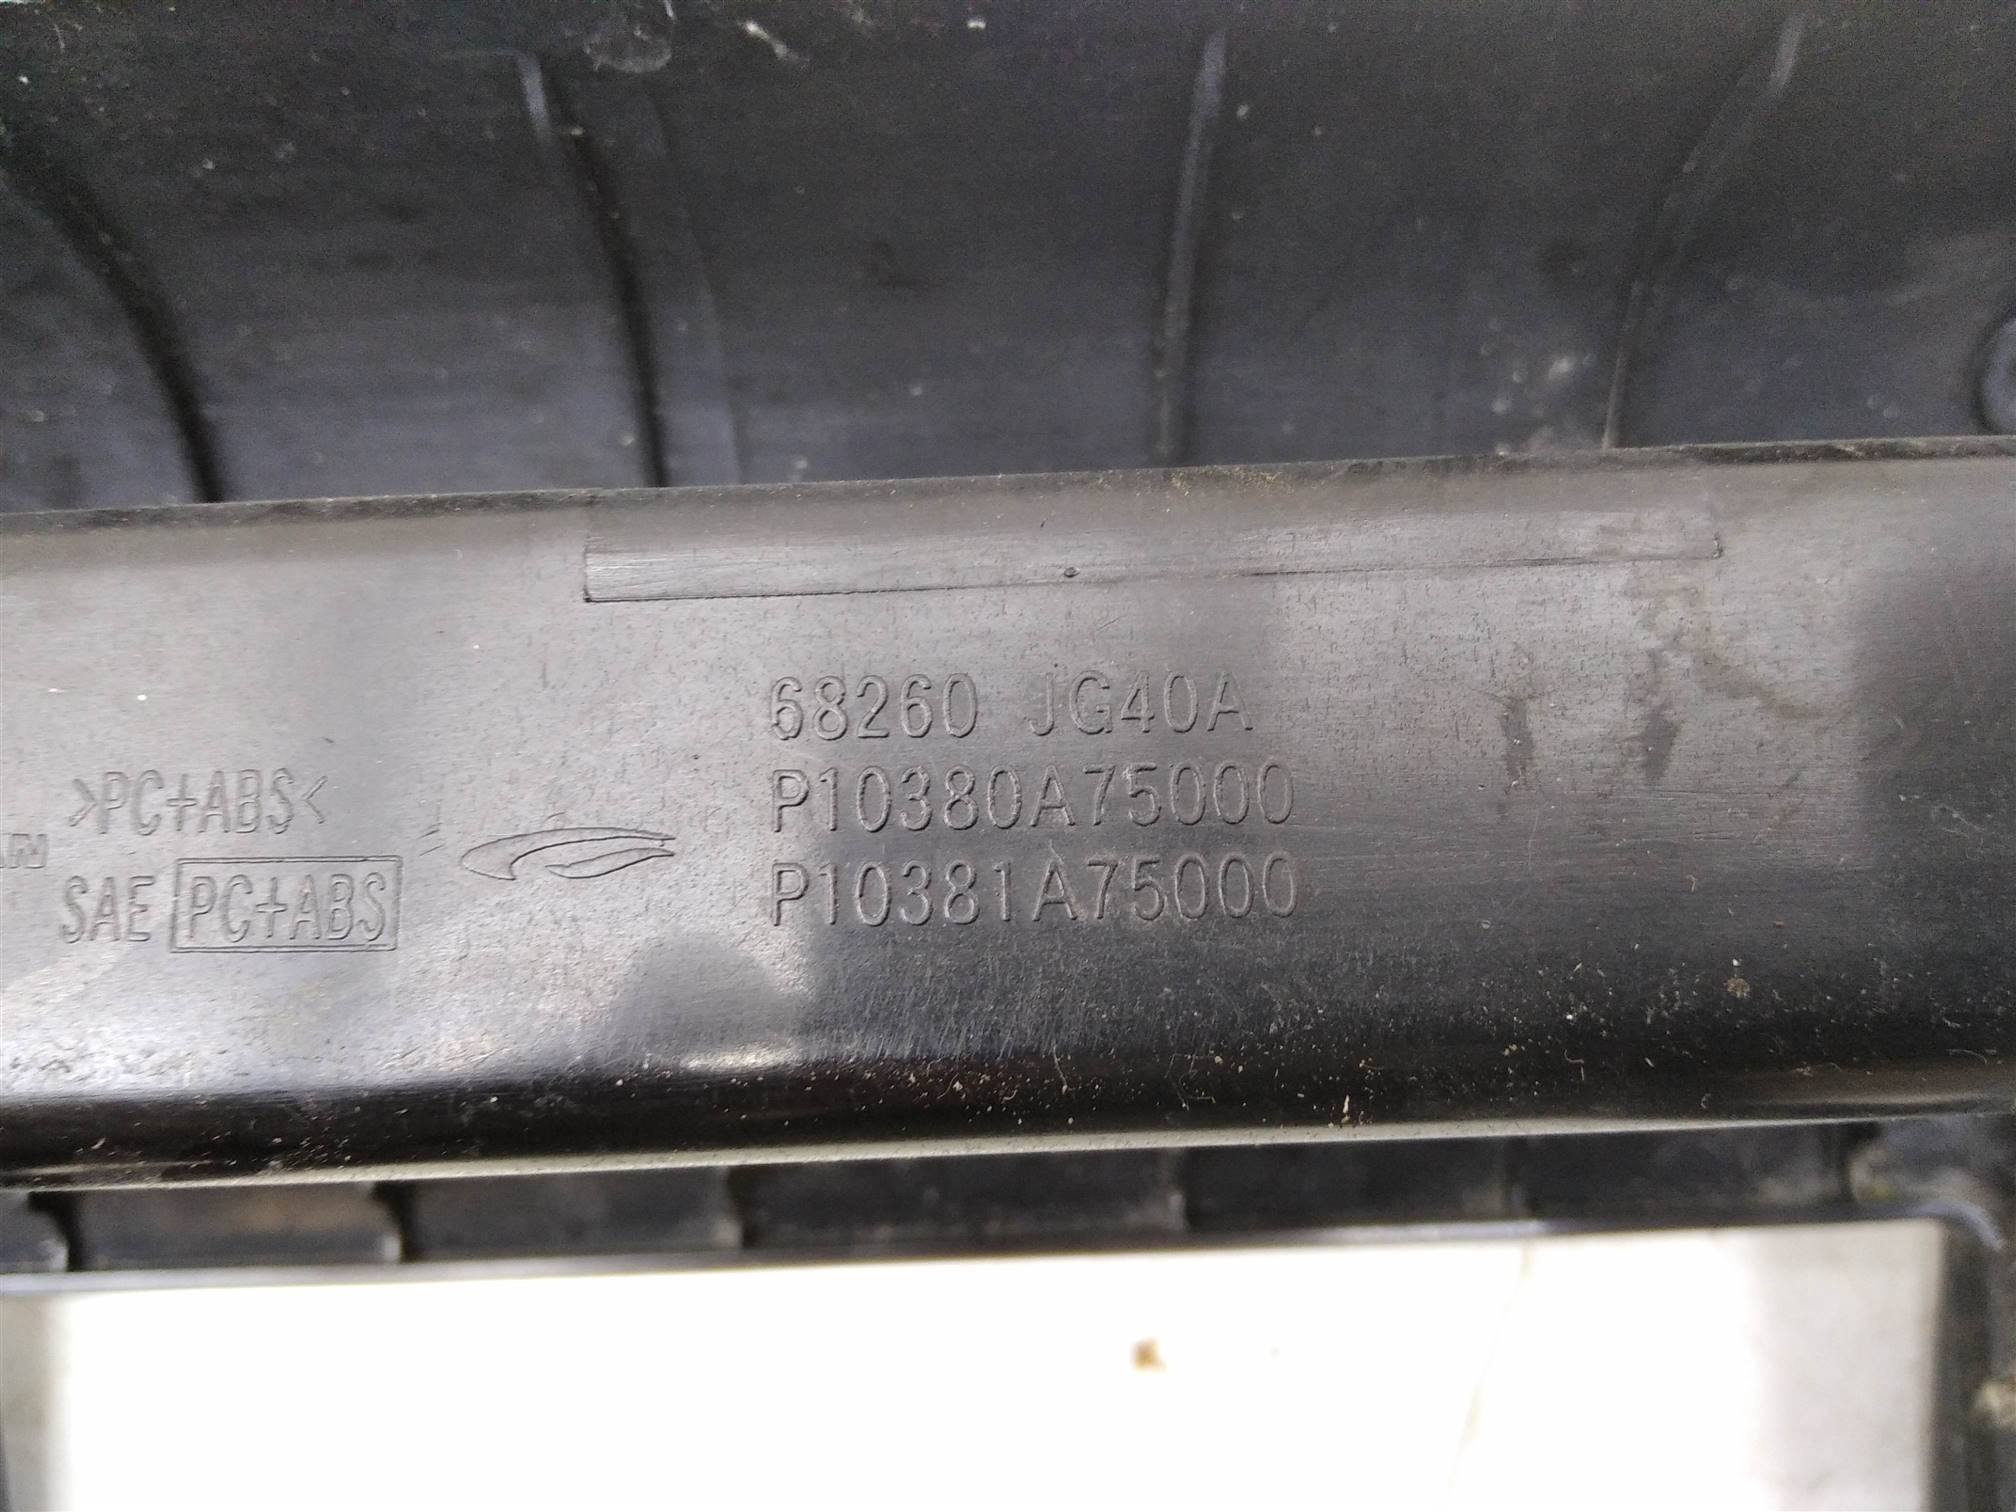 68260 JG40A
P10380A75000
P10381A75000
>PC+ABS<
SAE PC+ABS